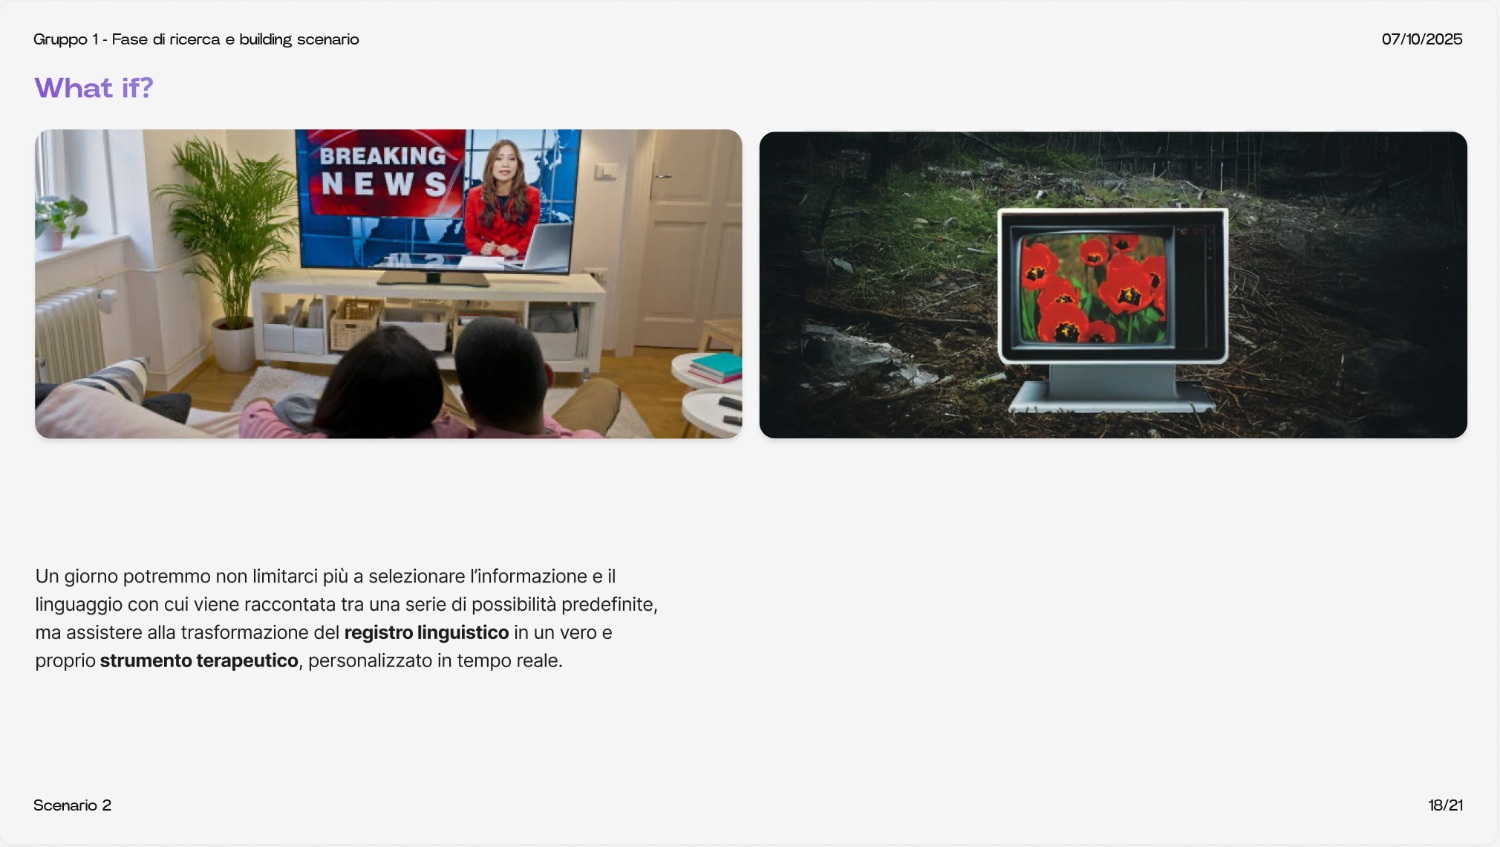 Gruppo 1 - Fase di ricerca e building scenario
07/10/2025
What if?
BREAKING
NEWS
Un giorno potremmo non limitarci più a selezionare l’informazione e il
linguaggio con cui viene raccontata tra una serie di possibilità predefinite,
ma assistere alla trasformazione del registro linguistico in un vero e
proprio strumento terapeutico, personalizzato in tempo reale.
Scenario 2
18/21